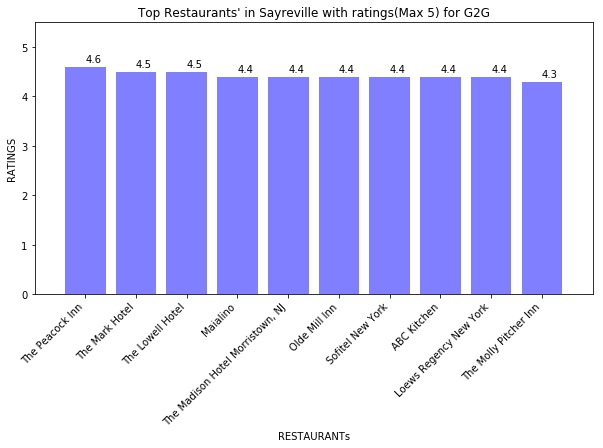 Top Restaurants' in Sayreville with ratings(Max 5) for G2G
RATINGS
5
4
3
2
1
0
4.6
4.5
4.5
4.4
4.4
4.4
4.4
4.4
4.4
4.3
The Peacock Inn
The Mark Hotel
The Lowell Hotel
Maialino
The Madison Hotel Morristown, NJ
Olde Mill Inn
Sofitel New York
ABC Kitchen
Loews Regency New York
The Molly Pitcher Inn
RESTAURANTs